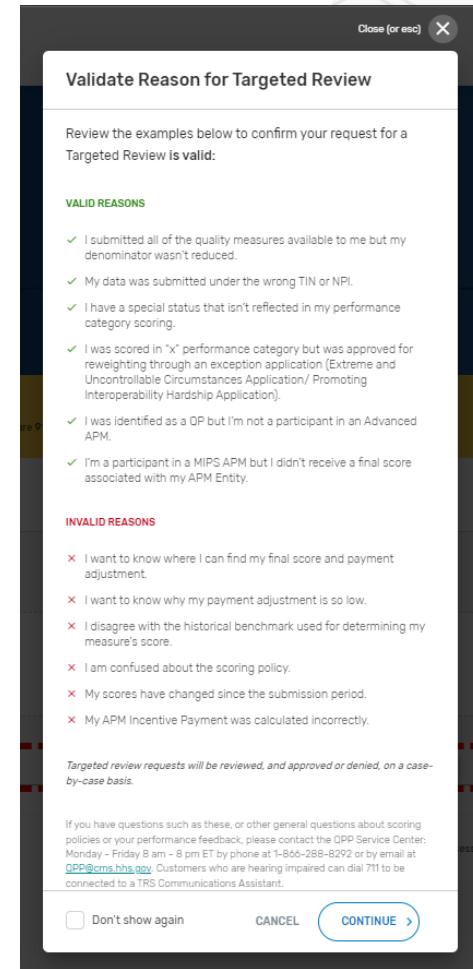 Close (or esc) X
Validate Reason for Targeted Review
Review the examples below to confirm your request for a
Targeted Review is valid:
VALID REASONS
✓ I submitted all of the quality measures available to me but my
denominator wasn't reduced.
✓ My data was submitted under the wrong TIN or NPI.
✓ I have a special status that isn't reflected in my performance
category scoring.
✓ I was scored in "x" performance category but was approved for
reweighting through an exception application (Extreme and
Uncontrollable Circumstances Application/ Promoting
Interoperability Hardship Application).
✓ I was identified as a QP but I'm not a participant in an Advanced
APM.
✓ I'm a participant in a MIPS APM but I didn't receive a final score
associated with my APM Entity.
INVALID REASONS
× I want to know where I can find my final score and payment
adjustment.
× I want to know why my payment adjustment is so low.
× I disagree with the historical benchmark used for determining my
measure's score.
× I am confused about the scoring policy.
× My scores have changed since the submission period.
× My APM Incentive Payment was calculated incorrectly.
Targeted review requests will be reviewed, and approved or denied, on a case-
by-case basis.
If you have questions such as these, or other general questions about scoring
policies or your performance feedback, please contact the QPP Service Center:
Monday - Friday 8 am - 8 pm ET by phone at 1-866-288-8292 or by email at
QPP@cms.hhs.gov. Customers who are hearing impaired can dial 711 to be
connected to a TRS Communications Assistant.
Don't show again CANCEL CONTINUE >